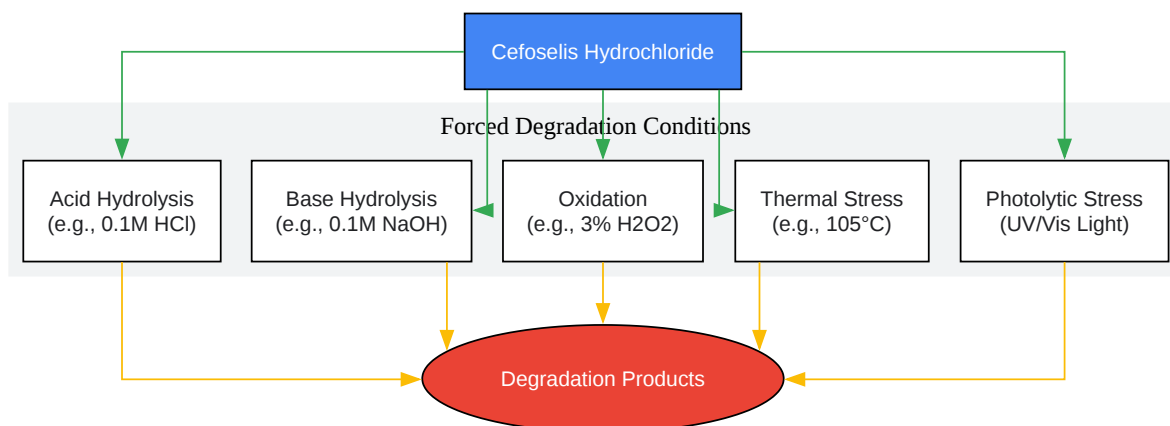 Cefoselis Hydrochloride
Forced Degradation Conditions
Acid Hydrolysis
(e.g., 0.1M HCl)
Base Hydrolysis
(e.g., 0.1M NaOH)
Oxidation
(e.g., 3% H2O2)
Thermal Stress
(e.g., 105°C)
Photolytic Stress
(UV/Vis Light)
Degradation Products